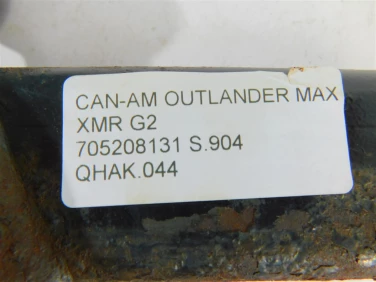 CAN-AM OUTLANDER MAX
XMR G2
705208131 S.904
QHAK.044